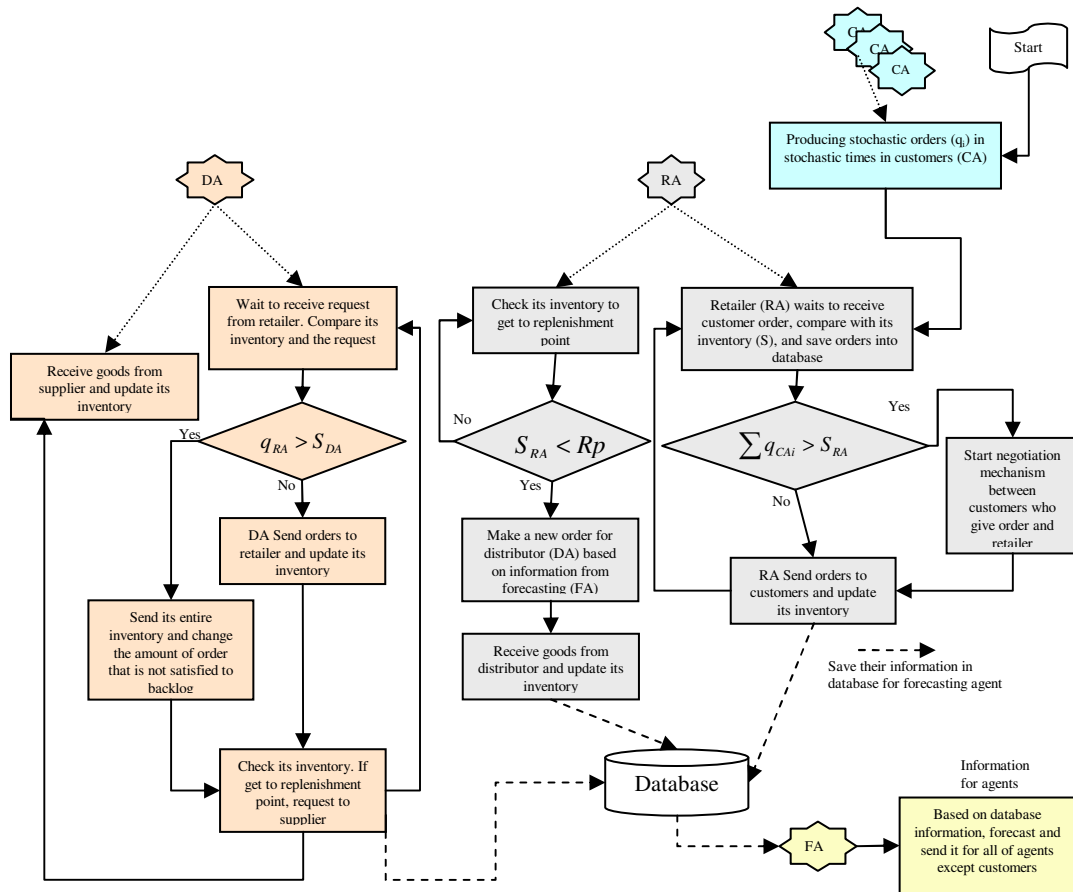 CA
CA
CA
Start
Producing stochastic orders (qi) in
stochastic times in customers (CA)
DA
RA
Wait to receive request
from retailer. Compare its
inventory and the request
Receive goods from
supplier and update its
inventory
Yes
qRA > SDA
No
DA Send orders to
retailer and update its
inventory
Send its entire
inventory and change
the amount of order
that is not satisfied to
backlog
Check its inventory. If
get to replenishment
point, request to
supplier
Check its inventory to
get to replenishment
point
No
SRA < Rp
Yes
Make a new order for
distributor (DA) based
on information from
forecasting (FA)
Receive goods from
distributor and update its
inventory
Retailer (RA) waits to receive
customer order, compare with its
inventory (S), and save orders into
database
Yes
∑ qCAi > SRA
No
Start negotiation
mechanism
between
customers who
give order and
retailer
RA Send orders to
customers and update
its inventory
Save their information in
database for forecasting agent
Database
FA
Information
for agents
Based on database
information, forecast and
send it for all of agents
except customers